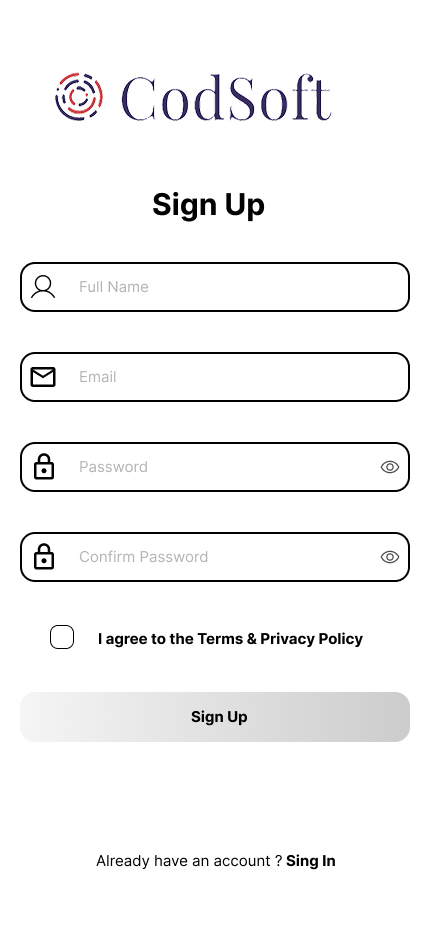 CodSoft
Sign Up
Full Name
Email
Password
Confirm Password
I agree to the Terms & Privacy Policy
Sign Up
Already have an account ? Sing In